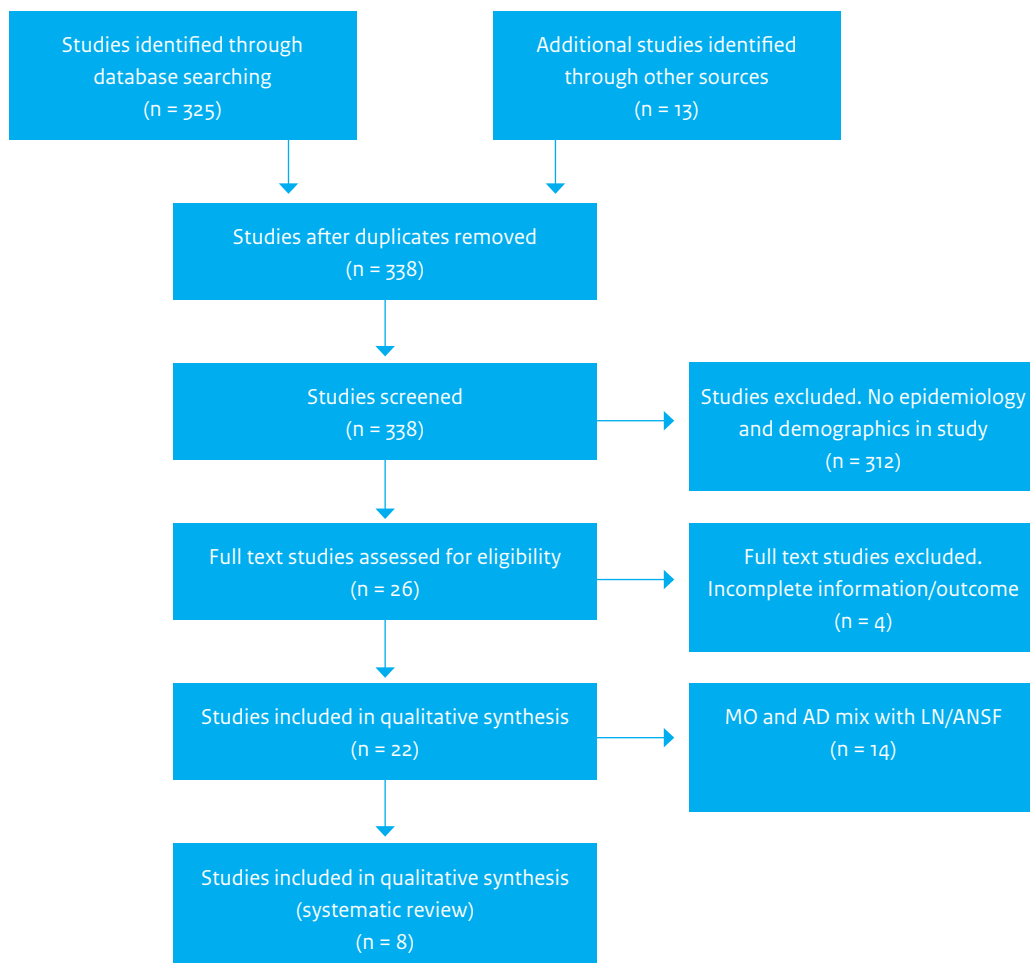 Studies identified through
database searching
(n = 325)
Additional studies identified
through other sources
(n = 13)
Studies after duplicates removed
(n = 338)
Studies screened
(n = 338)
Studies excluded. No epidemiology
and demographics in study
(n = 312)
Full text studies assessed for eligibility
(n = 26)
Full text studies excluded.
Incomplete information/outcome
(n = 4)
Studies included in qualitative synthesis
(n = 22)
MO and AD mix with LN/ANSF
(n = 14)
Studies included in qualitative synthesis
(systematic review)
(n = 8)